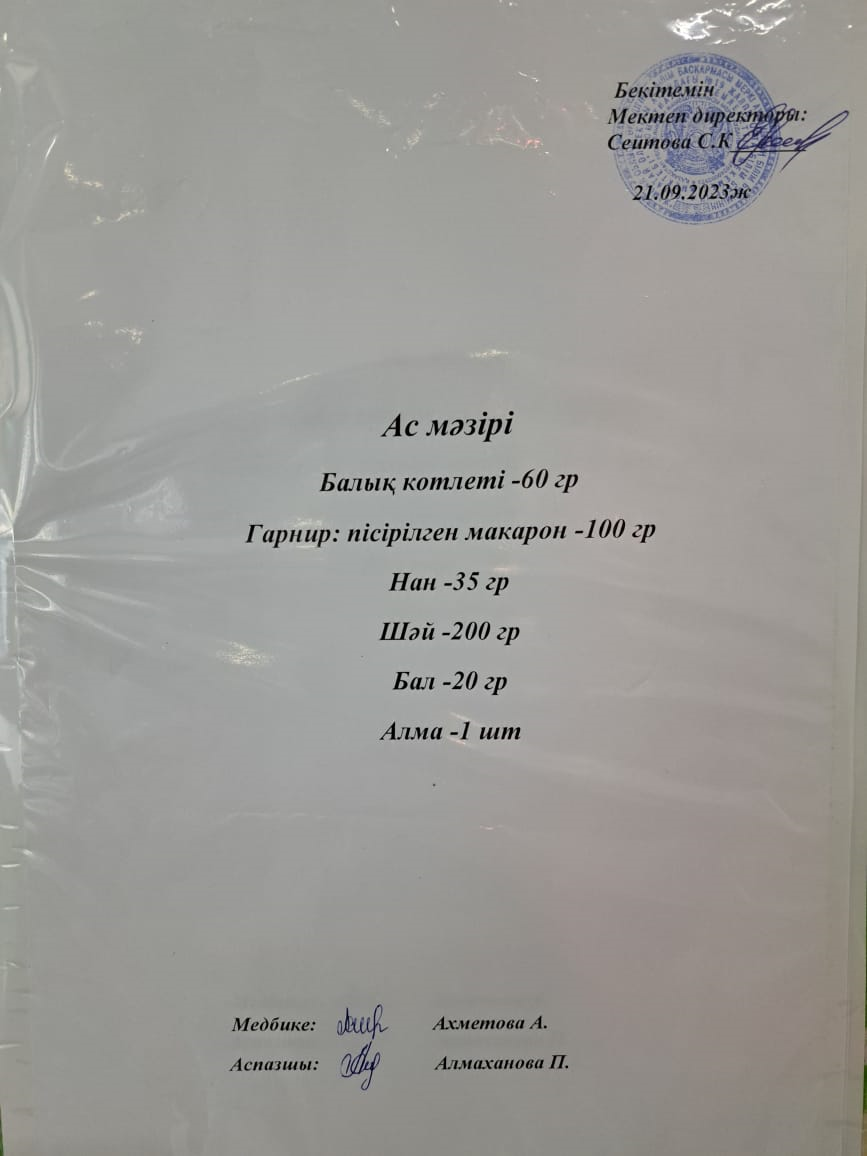 Бекітемін
Мектеп директоры:
Сеитова С.К
21.09.2023ж
Ас мәзірі
Балық котлеті -60 гр
Гарнир: пісірілген макарон -100 гр
Нан -35 гр
Шәй -200 гр
Бал -20 гр
Алма -1 шт
.
Медбике: Ахметова А.
Аспазшы: Алмаханова П.